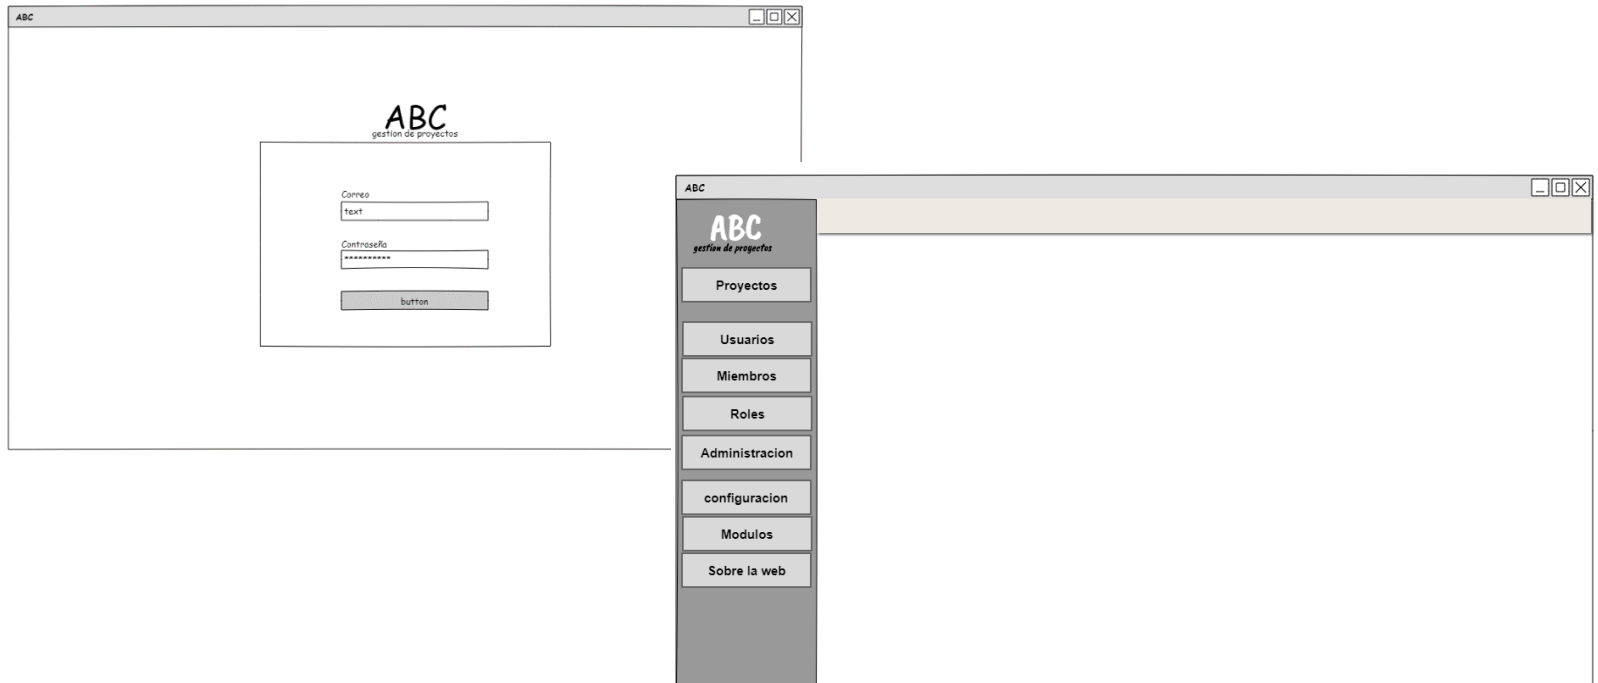 ABC
ABC
gestion de proyectos
Correo
text
Contraseña
**********
button
ABC
ABC
gestion de proyectos
Proyectos
Usuarios
Miembros
Roles
Administracion
configuracion
Modulos
Sobre la web